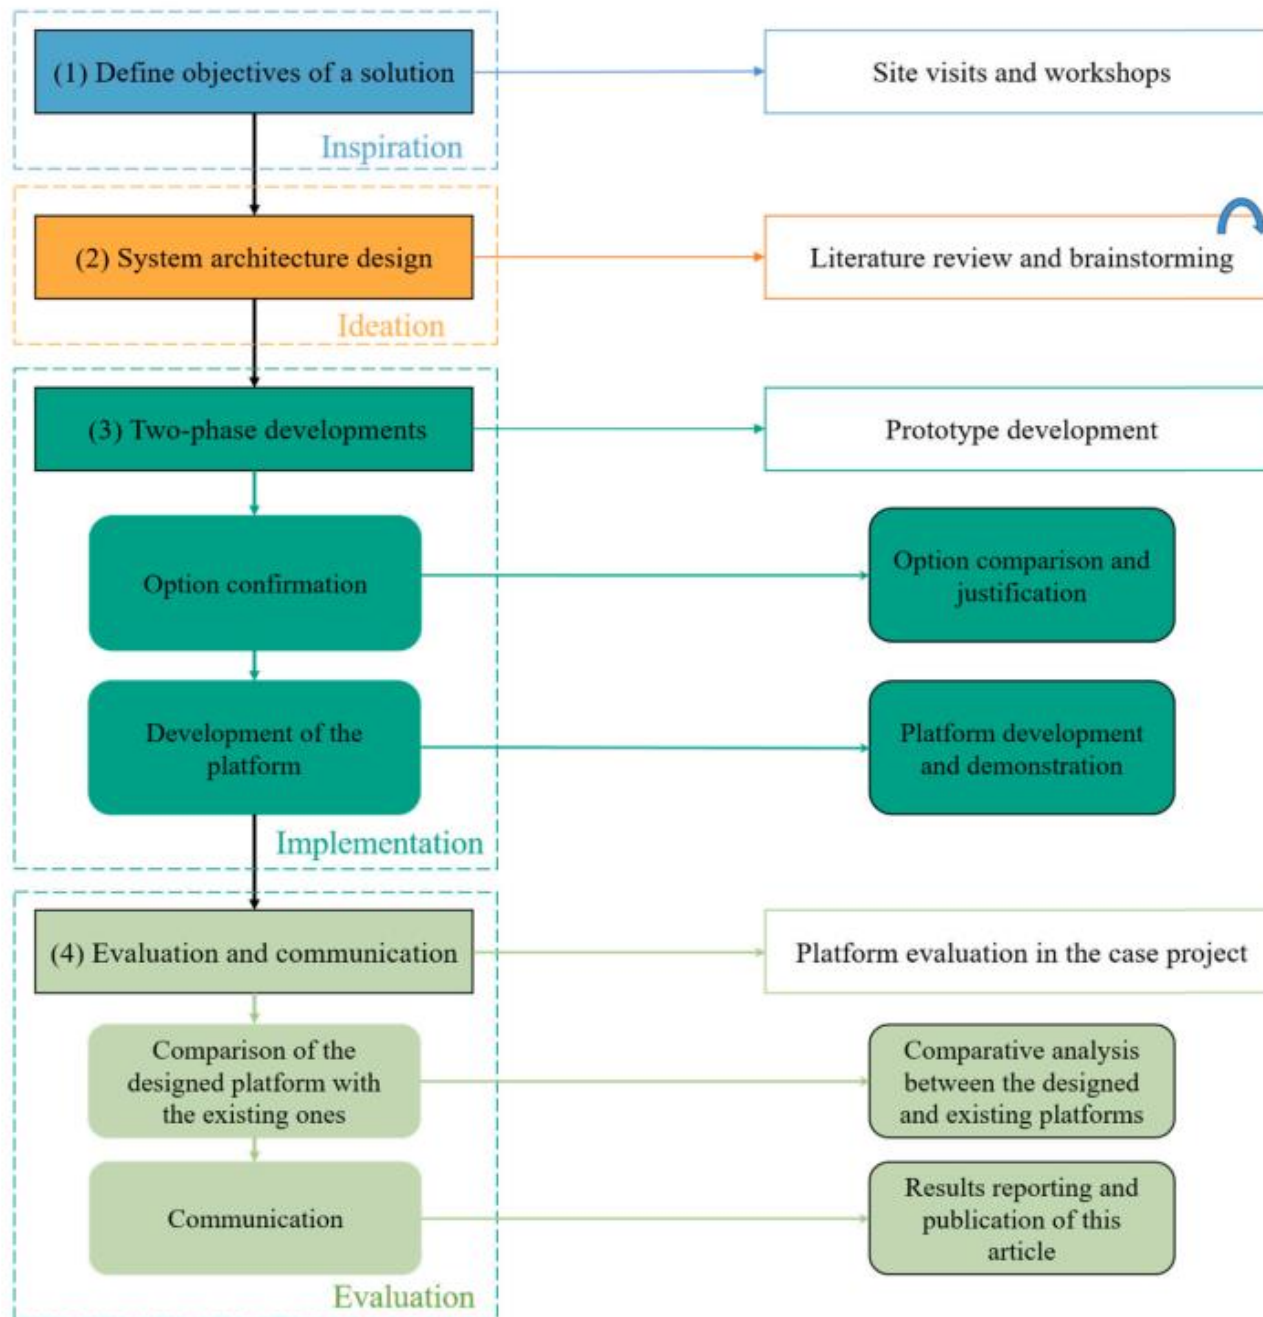 (1) Define objectives of a solution
Site visits and workshops
Inspiration
(2) System architecture design
Literature review and brainstorming
Ideation
(3) Two-phase developments
Prototype development
Option confirmation
Option comparison and
justification
Development of the
platform
Platform development
and demonstration
Implementation
(4) Evaluation and communication
Platform evaluation in the case project
Comparison of the
designed platform with
the existing ones
Comparative analysis
between the designed
and existing platforms
Communication
Results reporting and
publication of this
article
Evaluation